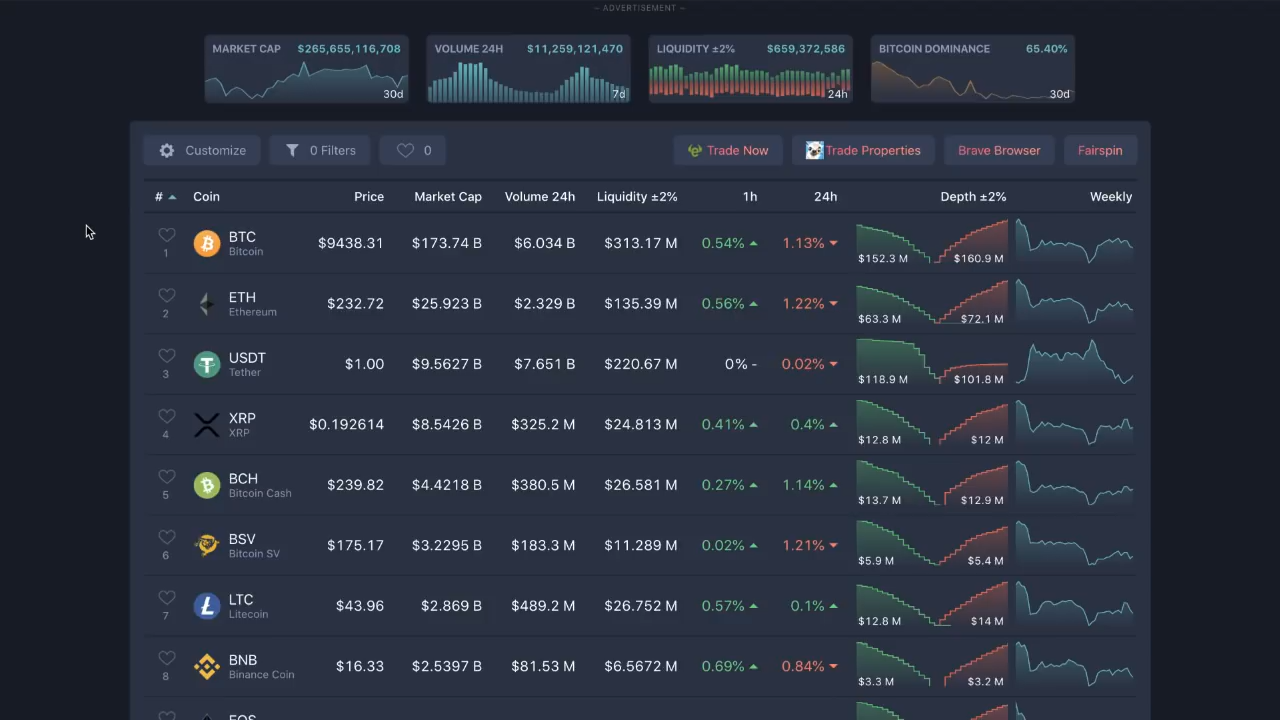 — ADVERTISEMENT —
MARKET CAP $265,655,116,708
30d
VOLUME 24H $11,259,121,470
7d
LIQUIDITY ±2% $659,372,586
24h
BITCOIN DOMINANCE 65.40%
30d
Customize 0 Filters 0 Trade Now Trade Properties Brave Browser Fairspin
# Coin Price Market Cap Volume 24h Liquidity ±2% 1h 24h Depth ±2% Weekly
1 BTC Bitcoin $9438.31 $173.74 B $6.034 B $313.17 M 0.54% 1.13% $152.3 M $160.9 M
2 ETH Ethereum $232.72 $25.923 B $2.329 B $135.39 M 0.56% 1.22% $63.3 M $72.1 M
3 USDT Tether $1.00 $9.5627 B $7.651 B $220.67 M 0% - 0.02% $118.9 M $101.8 M
4 XRP XRP $0.192614 $8.5426 B $325.2 M $24.813 M 0.41% 0.4% $12.8 M $12 M
5 BCH Bitcoin Cash $239.82 $4.4218 B $380.5 M $26.581 M 0.27% 1.14% $13.7 M $12.9 M
6 BSV Bitcoin SV $175.17 $3.2295 B $183.3 M $11.289 M 0.02% 1.21% $5.9 M $5.4 M
7 LTC Litecoin $43.96 $2.869 B $489.2 M $26.752 M 0.57% 0.1% $12.8 M $14 M
8 BNB Binance Coin $16.33 $2.5397 B $81.53 M $6.5672 M 0.69% 0.84% $3.3 M $3.2 M
EOS